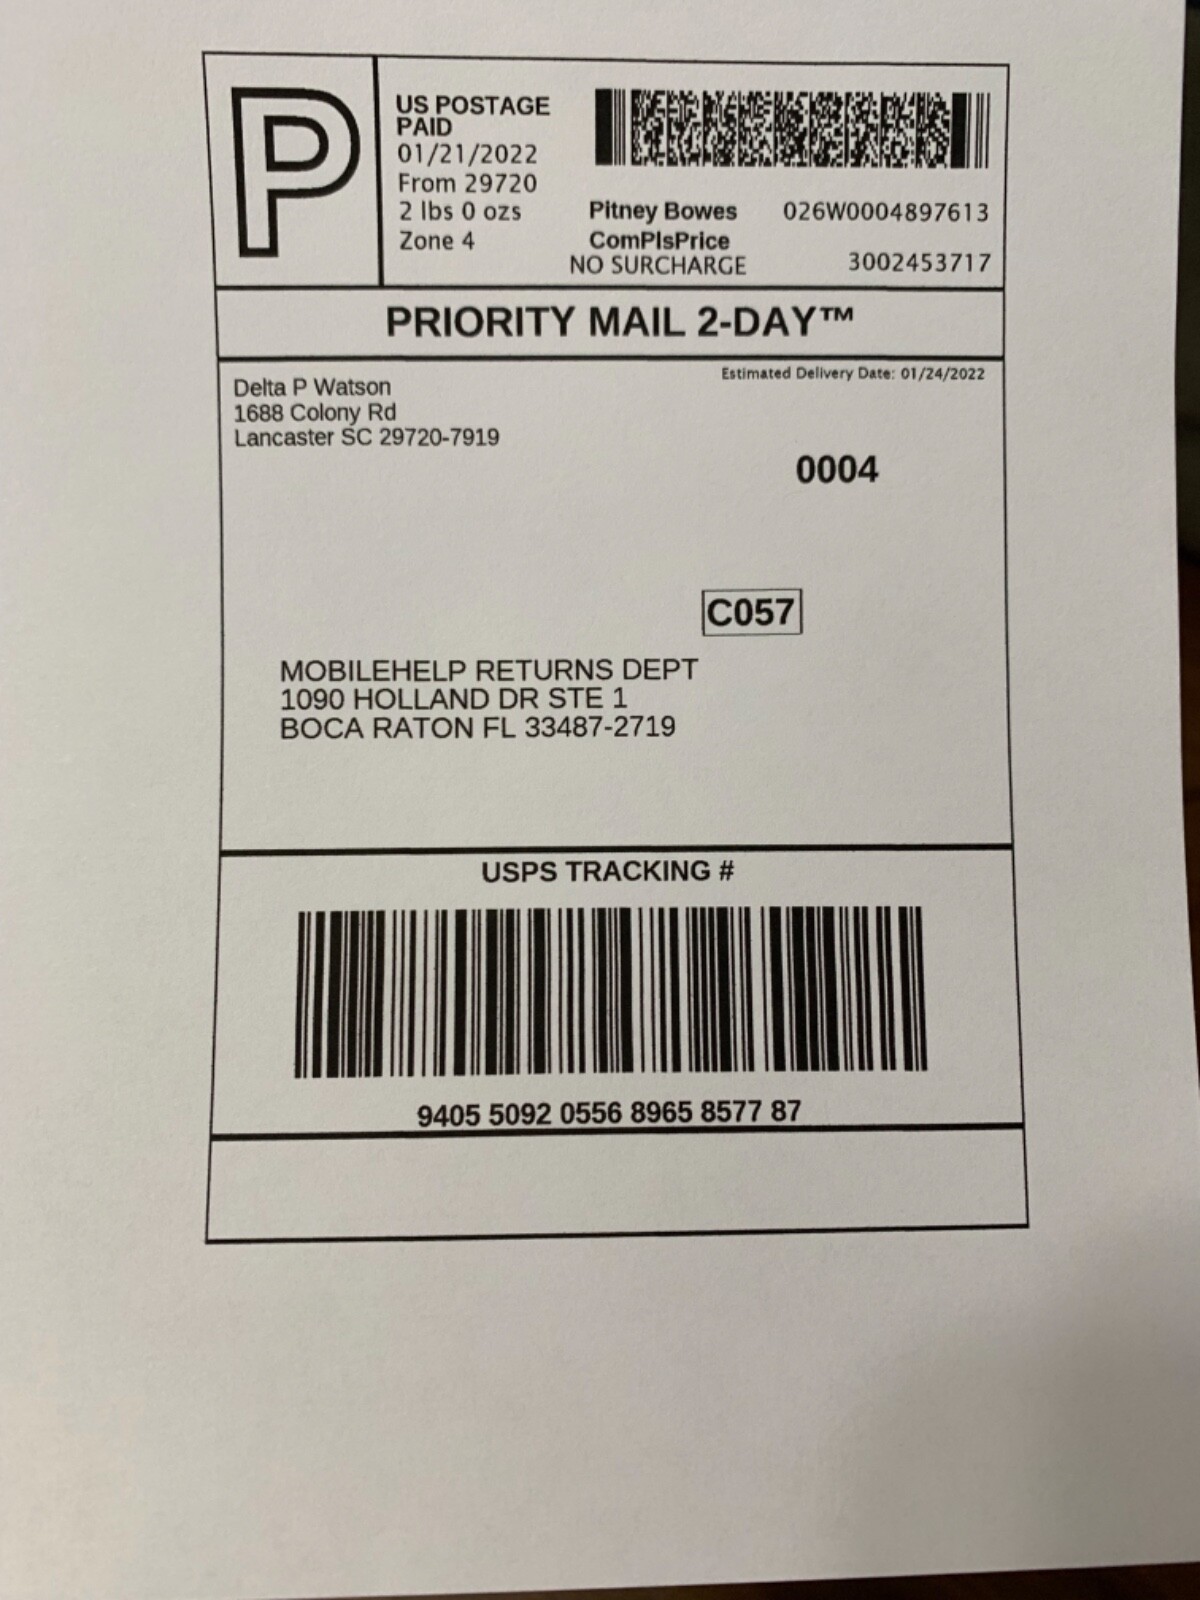 P
US POSTAGE
PAID
01/21/2022
From 29720
2 lbs 0 ozs
Zone 4
Pitney Bowes
ComPlsPrice
NO SURCHARGE
026W0004897613
3002453717
PRIORITY MAIL 2-DAY™
Estimated Delivery Date: 01/24/2022
Delta P Watson
1688 Colony Rd
Lancaster SC 29720-7919
0004
C057
MOBILEHELP RETURNS DEPT
1090 HOLLAND DR STE 1
BOCA RATON FL 33487-2719
USPS TRACKING #
9405 5092 0556 8965 8577 87